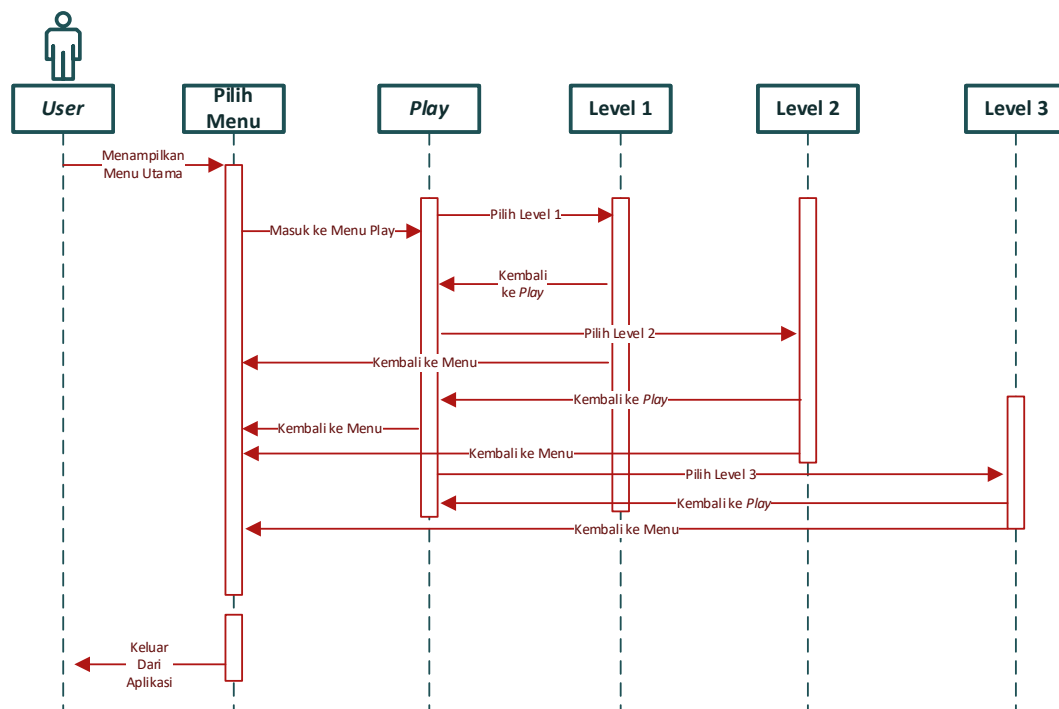 User
Pilih
Menu
Play
Level 1
Level 2
Level 3
Menampilkan
Menu Utama
Pilih Level 1
Masuk ke Menu Play
Kembali
ke Play
Pilih Level 2
Kembali ke Menu
Kembali ke Play
Kembali ke Menu
Kembali ke Menu
Pilih Level 3
Kembali ke Play
Kembali ke Menu
Keluar
Dari
Aplikasi